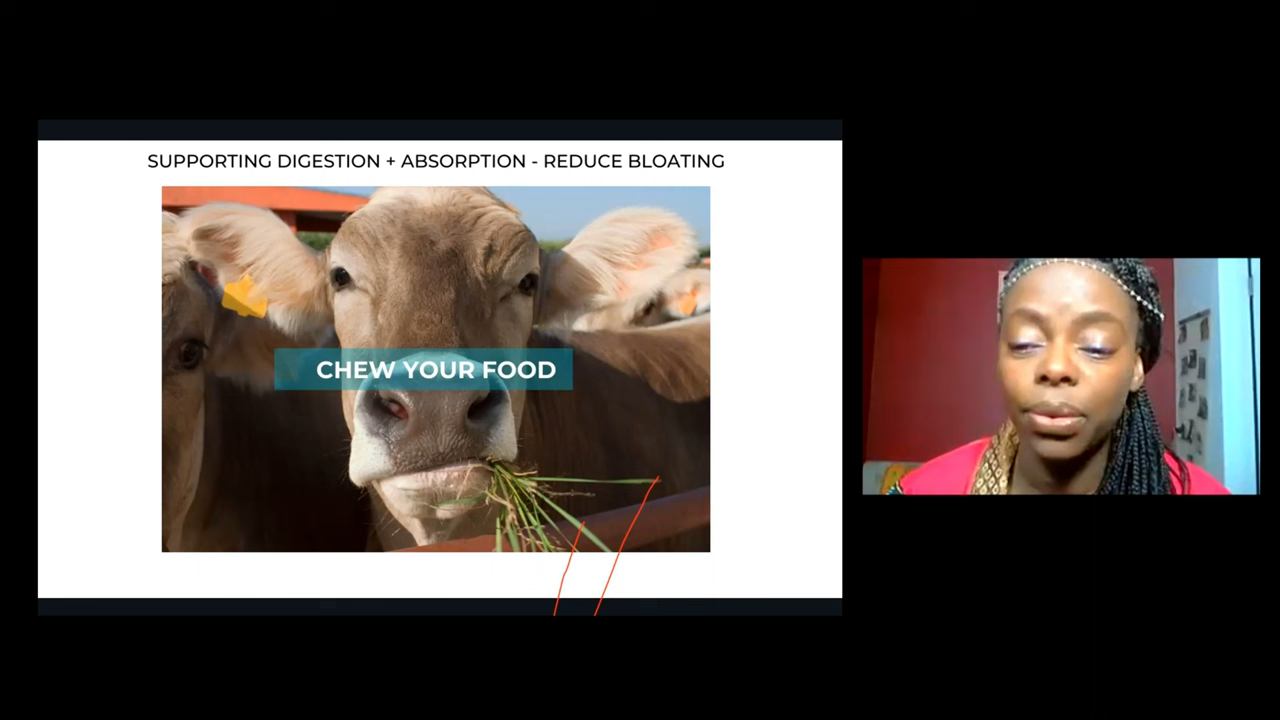 SUPPORTING DIGESTION + ABSORPTION - REDUCE BLOATING
CHEW YOUR FOOD